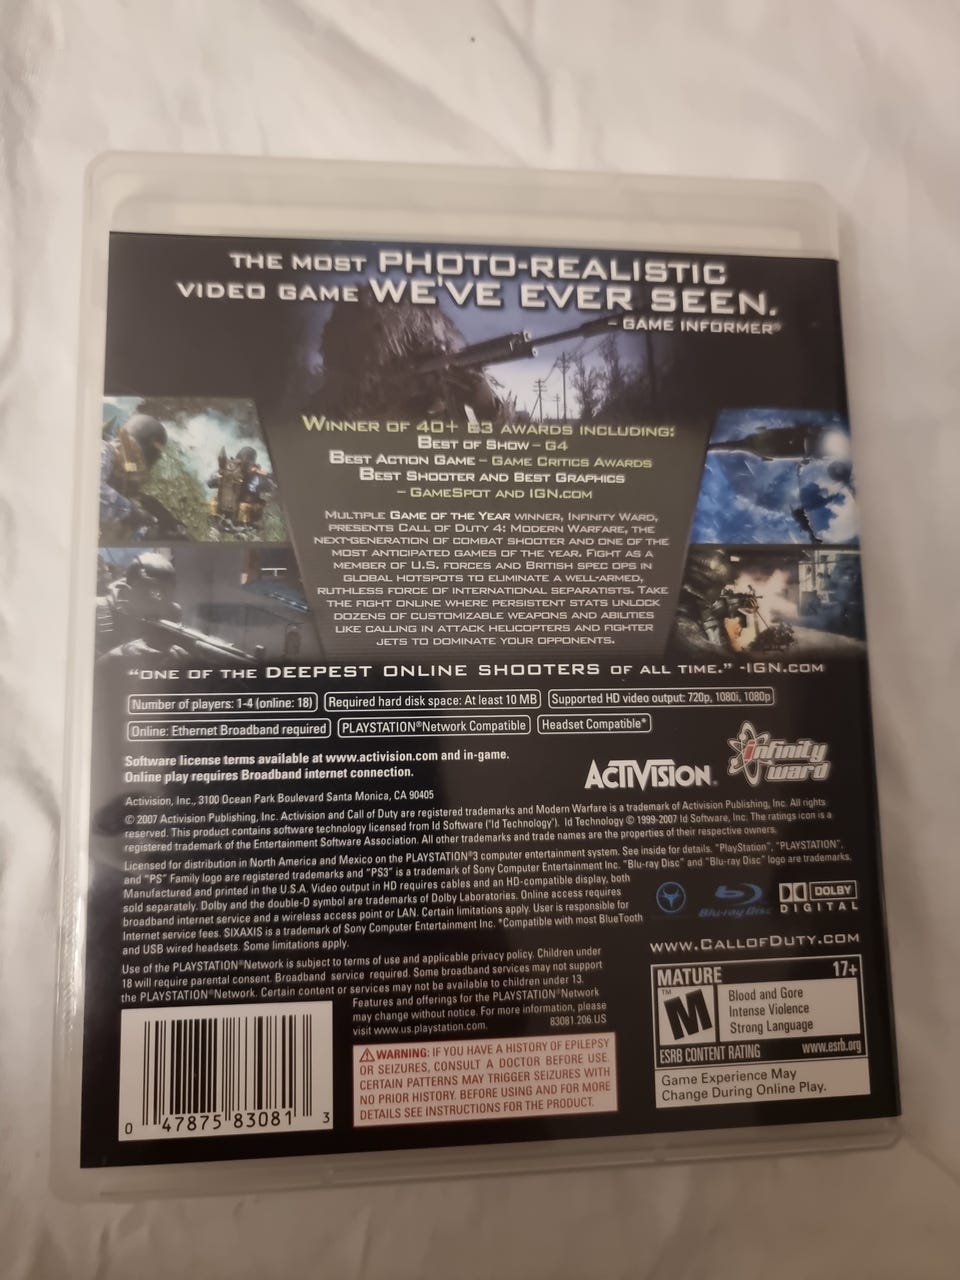 THE MOST PHOTO-REALISTIC
VIDEO GAME WE'VE EVER SEEN.
- GAME INFORMER®
WINNER OF 40+ E3 AWARDS INCLUDING:
BEST OF SHOW – G4
BEST ACTION GAME – GAME CRITICS AWARDS
BEST SHOOTER AND BEST GRAPHICS
– GAMESPOT AND IGN.COM
MULTIPLE GAME OF THE YEAR WINNER, INFINITY WARD,
PRESENTS CALL OF DUTY 4: MODERN WARFARE, THE
NEXT-GENERATION OF COMBAT SHOOTER AND ONE OF THE
MOST ANTICIPATED GAMES OF THE YEAR. FIGHT AS A
MEMBER OF U.S. FORCES AND BRITISH SPEC OPS IN
GLOBAL HOTSPOTS TO ELIMINATE A WELL-ARMED,
RUTHLESS FORCE OF INTERNATIONAL SEPARATISTS. TAKE
THE FIGHT ONLINE WHERE PERSISTENT STATS UNLOCK
DOZENS OF CUSTOMIZABLE WEAPONS AND ABILITIES
LIKE CALLING IN ATTACK HELICOPTERS AND FIGHTER
JETS TO DOMINATE YOUR OPPONENTS.
"ONE OF THE DEEPEST ONLINE SHOOTERS OF ALL TIME." -IGN.COM
Number of players: 1-4 (online: 18) Required hard disk space: At least 10 MB Supported HD video output: 720p, 1080i, 1080p
Online: Ethernet Broadband required PLAYSTATION®Network Compatible Headset Compatible*
Software license terms available at www.activision.com and in-game.
Online play requires Broadband internet connection.
ACTIVISION®
infinity
ward
Activision, Inc., 3100 Ocean Park Boulevard Santa Monica, CA 90405
© 2007 Activision Publishing, Inc. Activision and Call of Duty are registered trademarks and Modern Warfare is a trademark of Activision Publishing, Inc. All rights
reserved. This product contains software technology licensed from Id Software ("Id Technology"). Id Technology © 1999-2007 Id Software, Inc. The ratings icon is a
registered trademark of the Entertainment Software Association. All other trademarks and trade names are the properties of their respective owners.
Licensed for distribution in North America and Mexico on the PLAYSTATION®3 computer entertainment system. See inside for details. "PlayStation", "PLAYSTATION",
and "PS" Family logo are registered trademarks and "PS3" is a trademark of Sony Computer Entertainment Inc. "Blu-ray Disc" and "Blu-ray Disc" logo are trademarks.
Manufactured and printed in the U.S.A. Video output in HD requires cables and an HD-compatible display, both
sold separately. Dolby and the double-D symbol are trademarks of Dolby Laboratories. Online access requires
broadband internet service and a wireless access point or LAN. Certain limitations apply. User is responsible for
Internet service fees. SIXAXIS is a trademark of Sony Computer Entertainment Inc. *Compatible with most BlueTooth
and USB wired headsets. Some limitations apply.
Blu-ray Disc
DOLBY
DIGITAL
Use of the PLAYSTATION®Network is subject to terms of use and applicable privacy policy. Children under
18 will require parental consent. Broadband service required. Some broadband services may not support
the PLAYSTATION®Network. Certain content or services may not be available to children under 13.
Features and offerings for the PLAYSTATION®Network
may change without notice. For more information, please
visit www.us.playstation.com. 83081.206.US
WWW.CALLOFDUTY.COM
MATURE 17+
M™
Blood and Gore
Intense Violence
Strong Language
ESRB CONTENT RATING www.esrb.org
Game Experience May
Change During Online Play.
WARNING: IF YOU HAVE A HISTORY OF EPILEPSY
OR SEIZURES, CONSULT A DOCTOR BEFORE USE.
CERTAIN PATTERNS MAY TRIGGER SEIZURES WITH
NO PRIOR HISTORY. BEFORE USING AND FOR MORE
DETAILS SEE INSTRUCTIONS FOR THE PRODUCT.
0 47875 83081 3